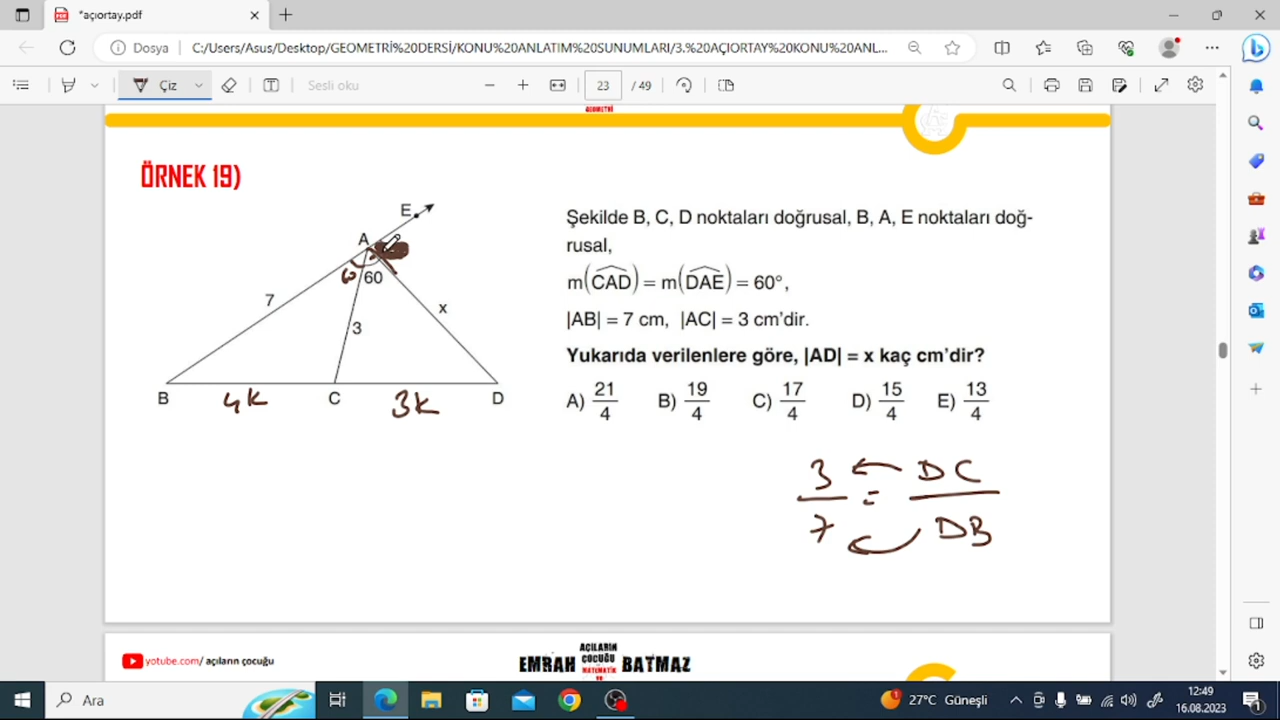 *açıortay.pdf
Dosya
C:/Users/Asus/Desktop/GEOMETRİ%20DERSİ/KONU%20ANLATIM%20SUNUMLARI/3.%20AÇIORTAY%20KONU%20ANL...
Çiz
Sesli oku
23 / 49
GEOMETRİ
ÖRNEK 19)
E
A
60
7
x
3
B
C
D
4K
3K
Şekilde B, C, D noktaları doğrusal, B, A, E noktaları doğ-
rusal,
m(CAD) = m(DAE) = 60°,
|AB| = 7 cm, |AC| = 3 cm'dir.
Yukarıda verilenlere göre, |AD| = x kaç cm'dir?
A) 21/4 B) 19/4 C) 17/4 D) 15/4 E) 13/4
3/7 = DC/DB
yotube.com/ açıların çocuğu
EMRAH AÇILARIN ÇOCUĞU MATEMATİK BATMAZ
Ara
27°C Güneşli
12:49
16.08.2023
1